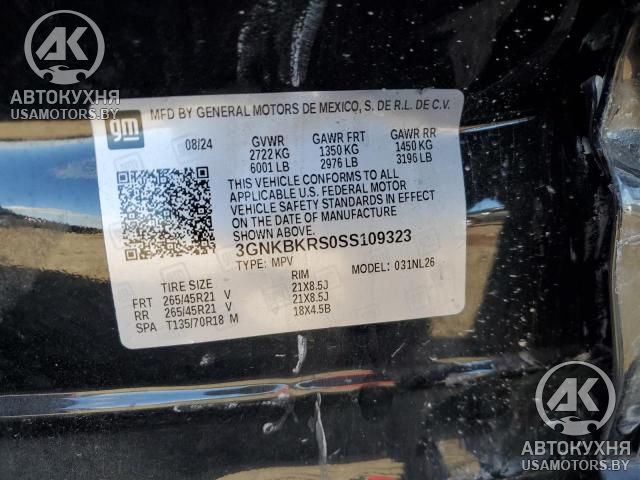 AK
АВТОКУХНЯ
USAMOTORS.BY
gm
MFD BY GENERAL MOTORS DE MEXICO, S. DE R.L. DE C.V.
08/24 GVWR GAWR FRT GAWR RR
2722 KG 1350 KG 1450 KG
6001 LB 2976 LB 3196 LB
THIS VEHICLE CONFORMS TO ALL
APPLICABLE U.S. FEDERAL MOTOR
VEHICLE SAFETY STANDARDS IN EFFECT
ON THE DATE OF MANUFACTURE
SHOWN ABOVE.
3GNKBKRS0SS109323
TYPE: MPV MODEL: 031NL26
TIRE SIZE RIM
FRT 265/45R21 V 21X8.5J
RR 265/45R21 V 21X8.5J
SPA T135/70R18 M 18X4.5B
AK
АВТОКУХНЯ
USAMOTORS.BY